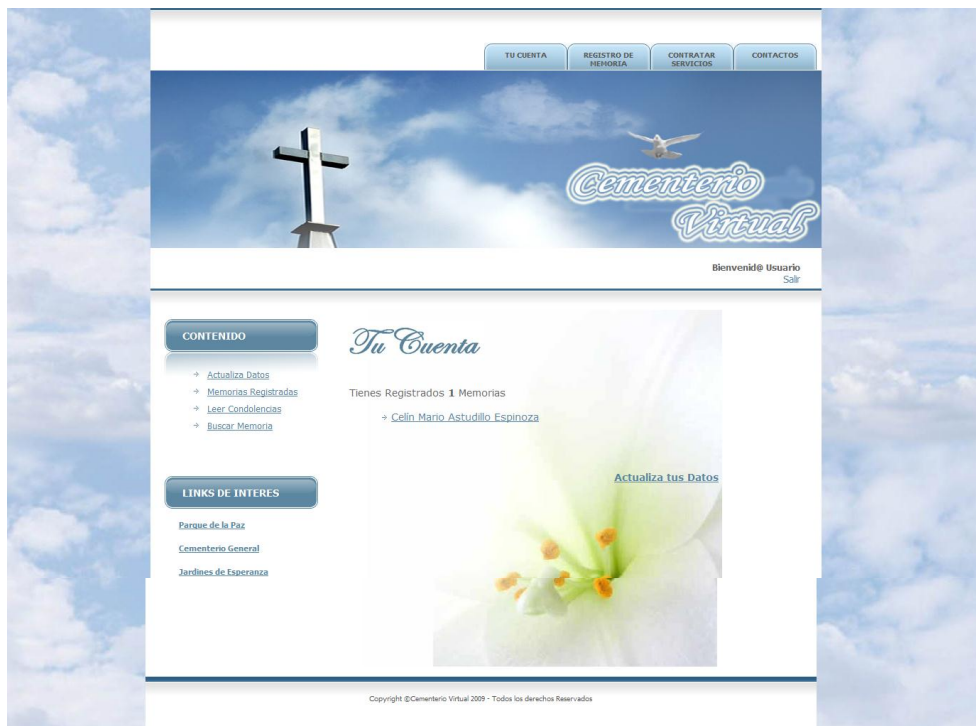 TU CUENTA
REGISTRO DE
MEMORIA
CONTRATAR
SERVICIOS
CONTACTOS
Cementerio
Virtual
Bienvenid@ Usuario
Salir
CONTENIDO
Actualiza Datos
Memorias Registradas
Leer Condolencias
Buscar Memoria
LINKS DE INTERES
Parque de la Paz
Cementerio General
Jardines de Esperanza
Tu Cuenta
Tienes Registrados 1 Memorias
Celín Mario Astudillo Espinoza
Actualiza tus Datos
Copyright ©Cementerio Virtual 2009 - Todos los derechos Reservados